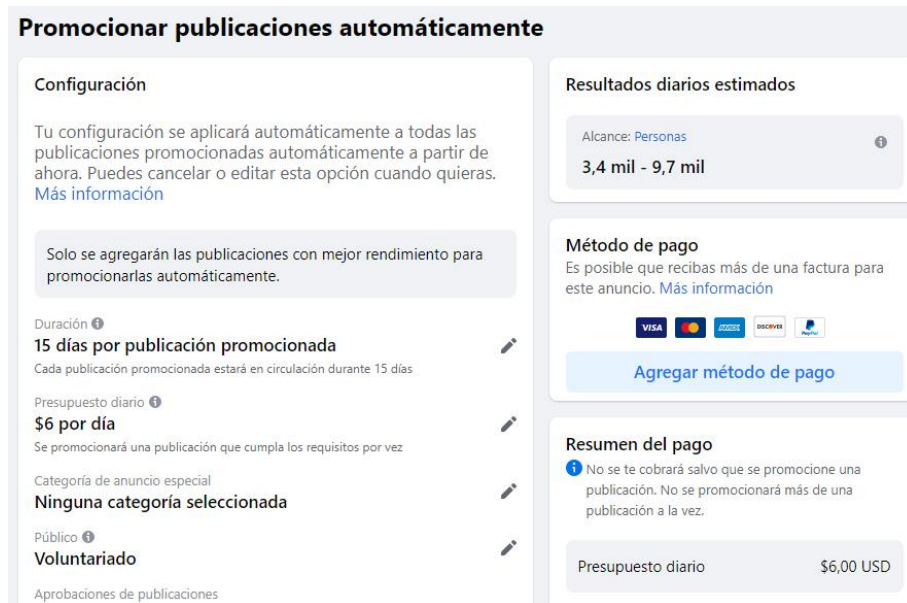 Promocionar publicaciones automáticamente
Configuración
Tu configuración se aplicará automáticamente a todas las
publicaciones promocionadas automáticamente a partir de
ahora. Puedes cancelar o editar esta opción cuando quieras.
Más información
Solo se agregarán las publicaciones con mejor rendimiento para
promocionarlas automáticamente.
Duración
15 días por publicación promocionada
Cada publicación promocionada estará en circulación durante 15 días
Presupuesto diario
$6 por día
Se promocionará una publicación que cumpla los requisitos por vez
Categoría de anuncio especial
Ninguna categoría seleccionada
Público
Voluntariado
Aprobaciones de publicaciones
Resultados diarios estimados
Alcance: Personas
3,4 mil - 9,7 mil
Método de pago
Es posible que recibas más de una factura para
este anuncio. Más información
VISA DISCOVER PayPal
Agregar método de pago
Resumen del pago
No se te cobrará salvo que se promocione una
publicación. No se promocionará más de una
publicación a la vez.
Presupuesto diario $6,00 USD